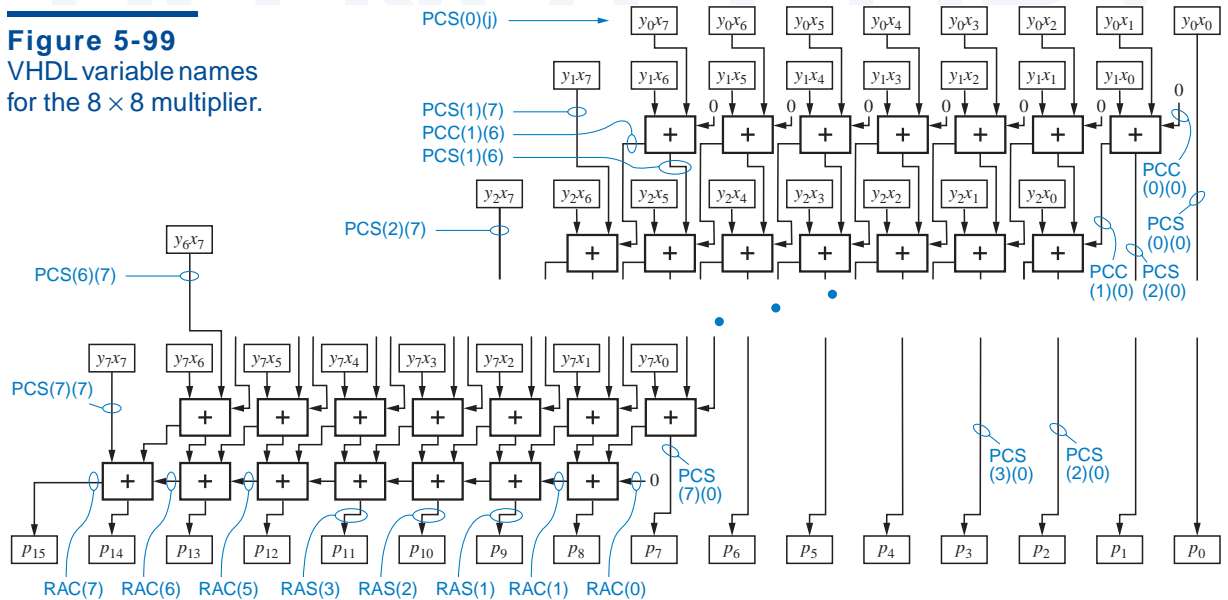 Figure 5-99
VHDL variable names
for the 8 × 8 multiplier.
PCS(0)(j) y₀x₇ y₀x₆ y₀x₅ y₀x₄ y₀x₃ y₀x₂ y₀x₁ y₀x₀
y₁x₇ y₁x₆ y₁x₅ y₁x₄ y₁x₃ y₁x₂ y₁x₁ y₁x₀
0 0 0 0 0 0 0
PCS(1)(7)
PCC(1)(6)
+ + + + + + +
PCS(1)(6)
PCC
(0)(0)
y₂x₇ y₂x₆ y₂x₅ y₂x₄ y₂x₃ y₂x₂ y₂x₁ y₂x₀
PCS(2)(7)
PCS
(0)(0)
+ + + + + + +
PCC
(1)(0)
PCS
(2)(0)
y₆x₇
PCS(6)(7)
y₇x₇ y₇x₆ y₇x₅ y₇x₄ y₇x₃ y₇x₂ y₇x₁ y₇x₀
PCS(7)(7)
+ + + + + + +
PCS
(7)(0)
PCS
(3)(0)
PCS
(2)(0)
+ + + + + + + 0
p₁₅ p₁₄ p₁₃ p₁₂ p₁₁ p₁₀ p₉ p₈ p₇ p₆ p₅ p₄ p₃ p₂ p₁ p₀
RAC(7) RAC(6) RAC(5) RAS(3) RAS(2) RAS(1) RAC(1) RAC(0)